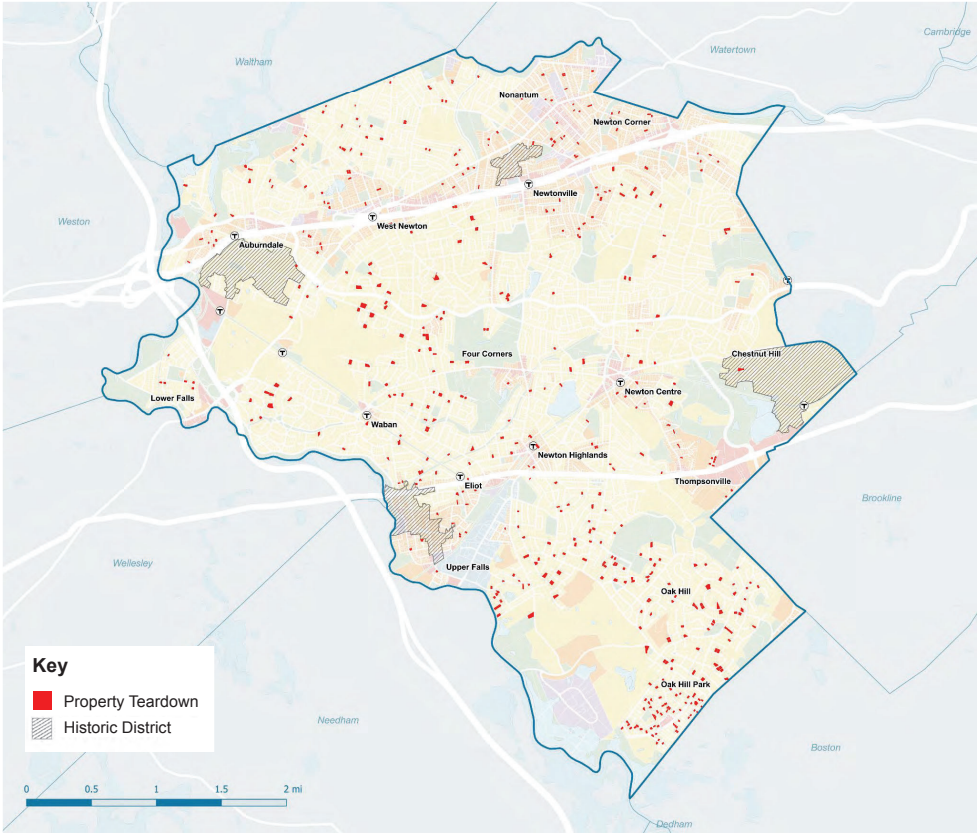 Cambridge
Watertown
Waltham
Nonantum
Newton Corner
Newtonville
Weston
West Newton
Auburndale
Four Corners
Chestnut Hill
Newton Centre
Lower Falls
Waban
Newton Highlands
Thompsonville
Eliot
Brookline
Upper Falls
Wellesley
Oak Hill
Oak Hill Park
Needham
Boston
Dedham
Key
Property Teardown
Historic District
0 0.5 1 1.5 2 mi
T
T
T
T
T
T
T
T
T
T
T